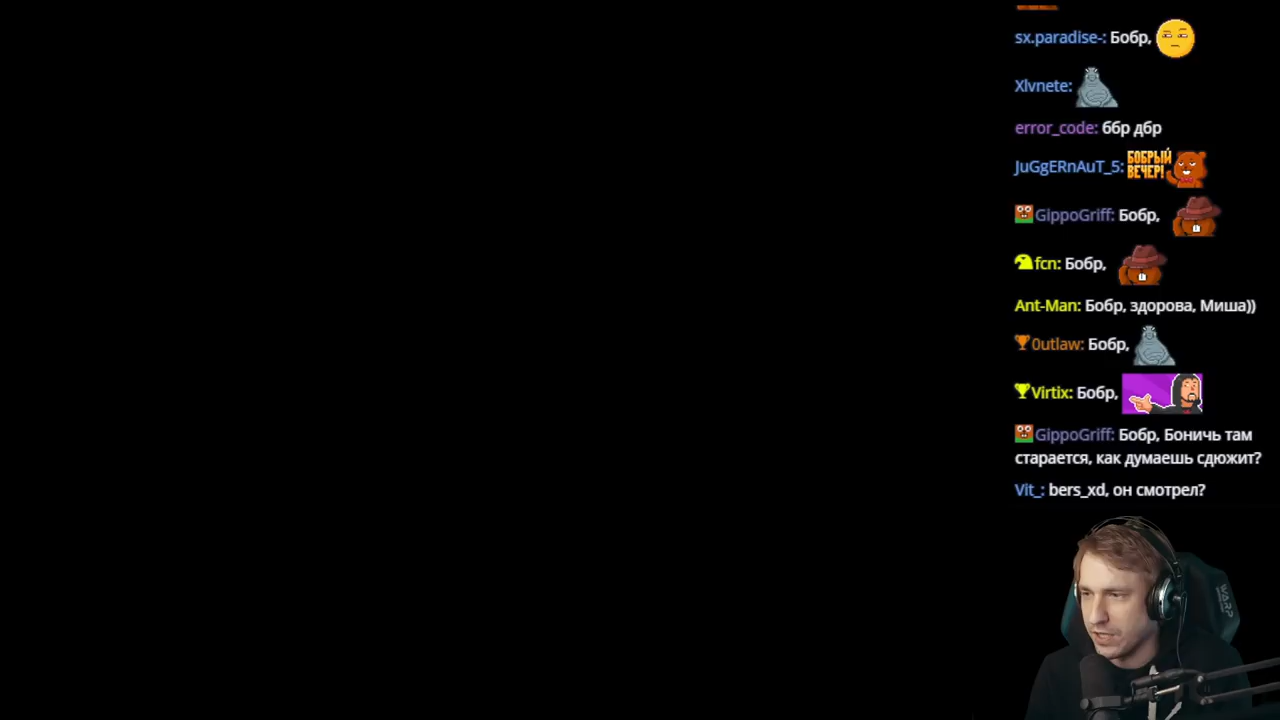 sx.paradise-: Бобр,
Xlvnete:
error_code: ббр дбр
JuGgERnAuT_5: БОБРЫЙ
ВЕЧЕР!
GippoGriff: Бобр,
fcn: Бобр,
Ant-Man: Бобр, здорова, Миша))
0utlaw: Бобр,
Virtix: Бобр,
GippoGriff: Бобр, Боничь там
старается, как думаешь сдюжит?
Vit_: bers_xd, он смотрел?
WARP